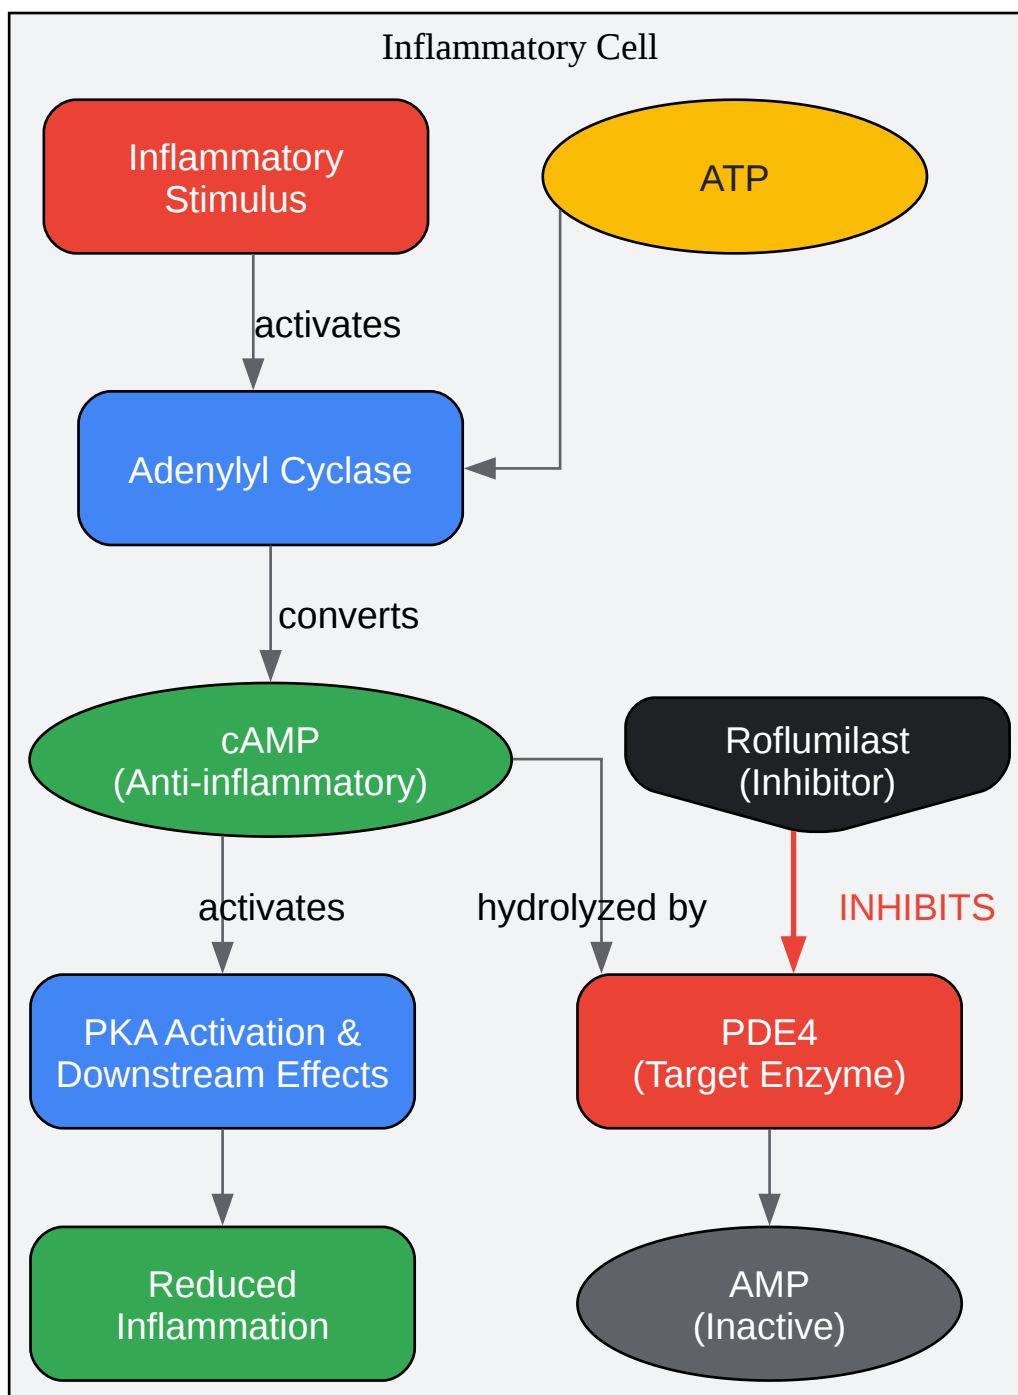 Inflammatory Cell
Inflammatory
Stimulus
ATP
activates
Adenylyl Cyclase
converts
cAMP
(Anti-inflammatory)
Roflumilast
(Inhibitor)
activates
hydrolyzed by
INHIBITS
PKA Activation &
Downstream Effects
PDE4
(Target Enzyme)
Reduced
Inflammation
AMP
(Inactive)